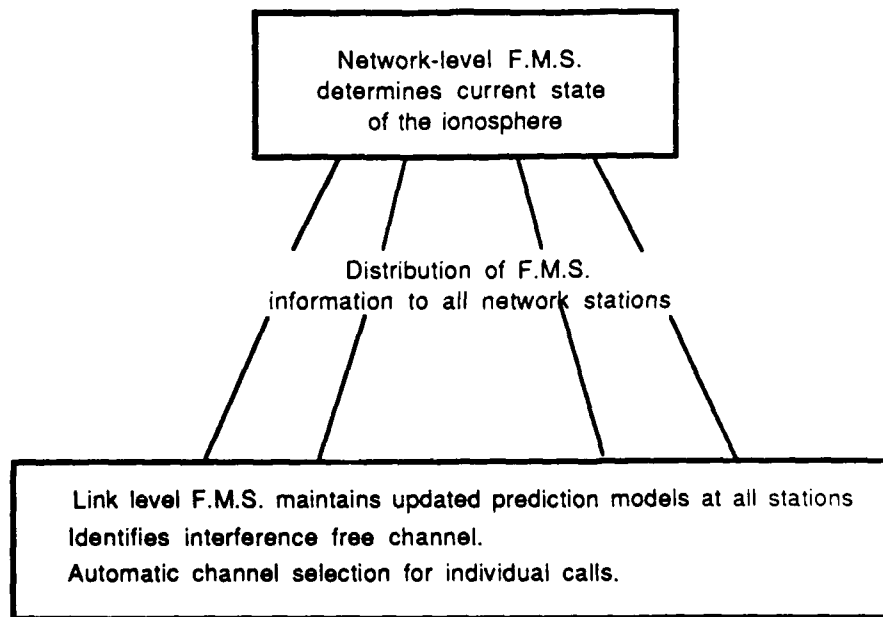 Network-level F.M.S.
determines current state
of the ionosphere
Distribution of F.M.S.
information to all network stations
Link level F.M.S. maintains updated prediction models at all stations
Identifies interference free channel.
Automatic channel selection for individual calls.